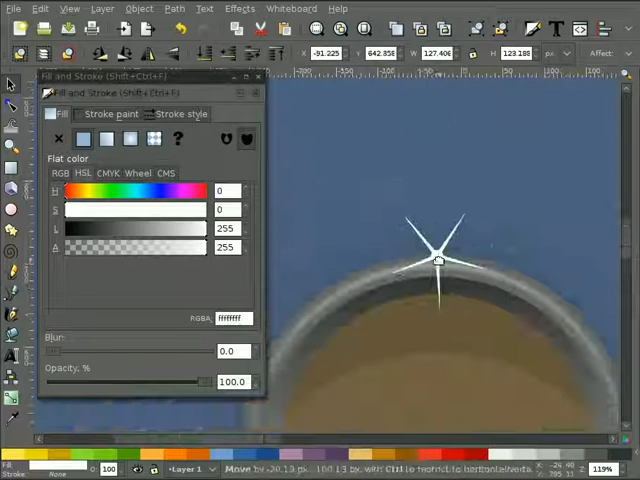 File Edit View Layer Object Path Text Effects Whiteboard Help
X -91.225 Y 642.858 W 127.406 H 123.188 px Affect:
Fill and Stroke (Shift+Ctrl+F)
Fill and Stroke (Shift+Ctrl+F)
Fill Stroke paint Stroke style
Flat color
RGB HSL CMYK Wheel CMS
H 0
S 0
L 255
A 255
RGBA: ffffffff
Blur:
0.0
Opacity, %
100.0
Fill:
Stroke: None
O: 100
Layer 1
119%